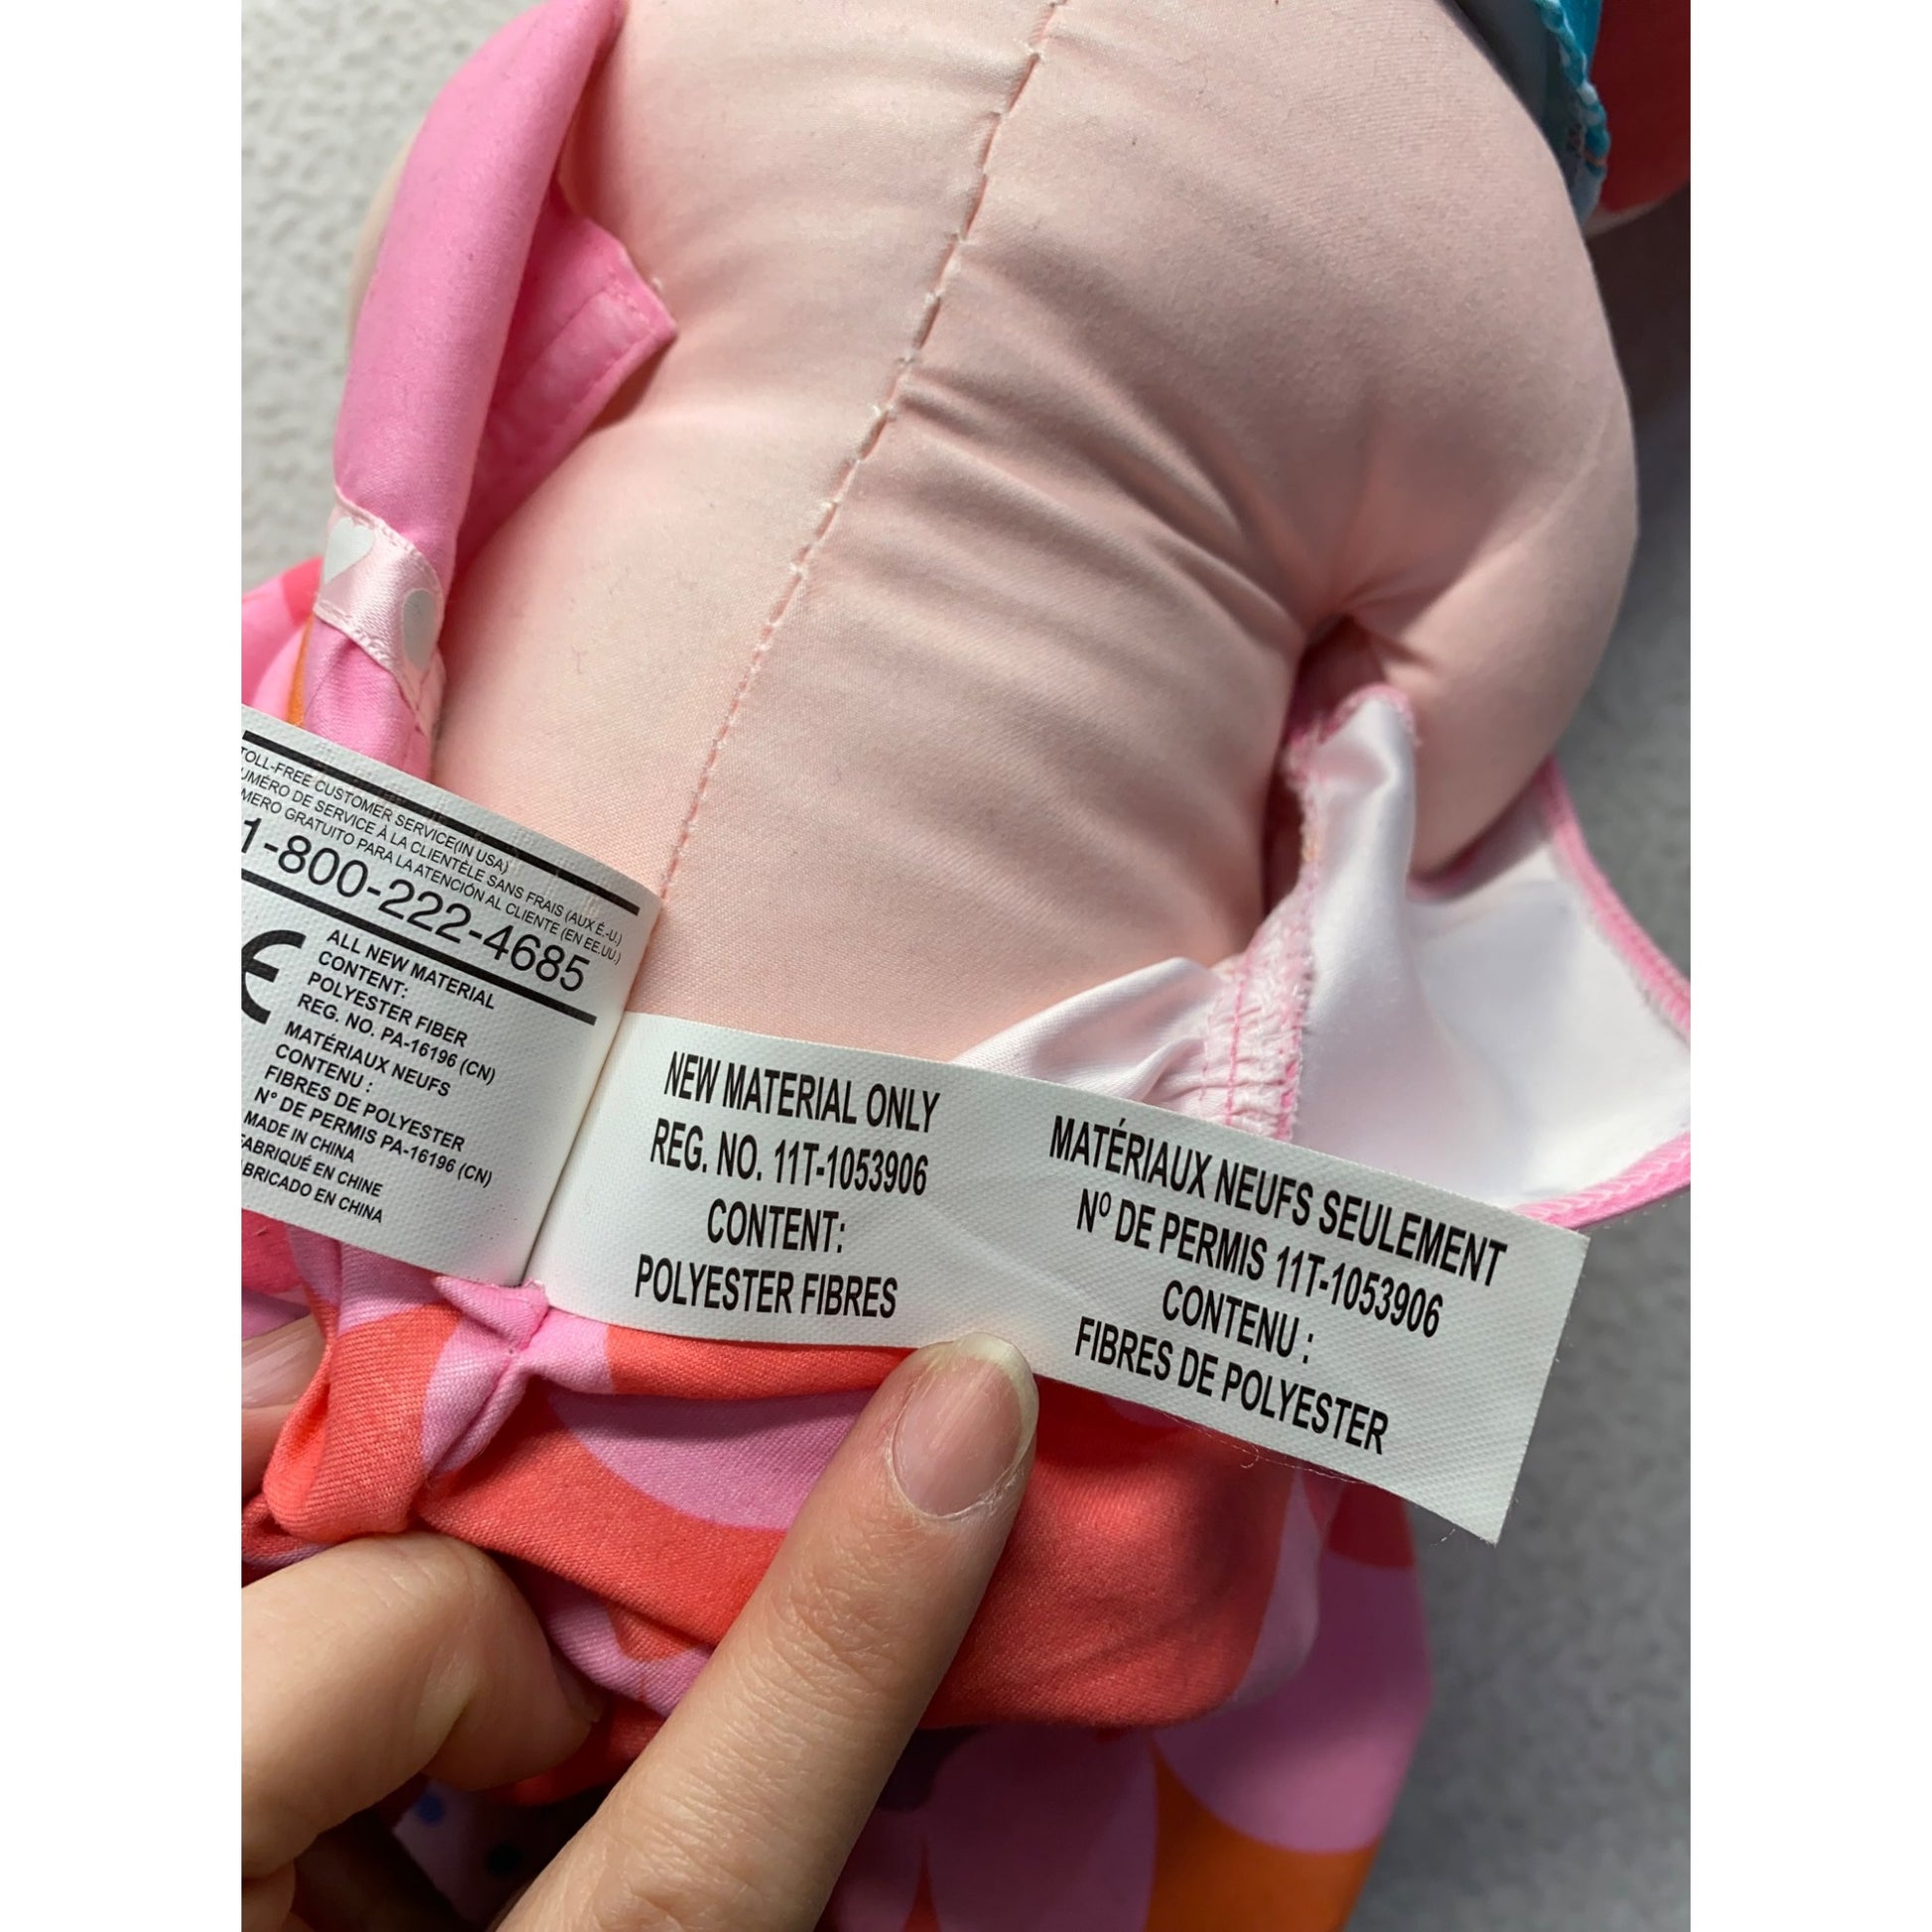 TOLL-FREE CUSTOMER SERVICE(IN USA)
UMÉRO DE SERVICE À LA CLIENTÈLE SANS FRAIS (AUX É.-U.)
MERO GRATUITO PARA LA ATENCIÓN AL CLIENTE (EN EE.UU.)
1-800-222-4685
CE
ALL NEW MATERIAL
CONTENT:
POLYESTER FIBER
REG. NO. PA-16196 (CN)
MATÉRIAUX NEUFS
CONTENU :
FIBRES DE POLYESTER
N° DE PERMIS PA-16196 (CN)
MADE IN CHINA
FABRIQUÉ EN CHINE
ABRICADO EN CHINA
NEW MATERIAL ONLY
REG. NO. 11T-1053906
CONTENT:
POLYESTER FIBRES
MATÉRIAUX NEUFS SEULEMENT
Nº DE PERMIS 11T-1053906
CONTENU :
FIBRES DE POLYESTER